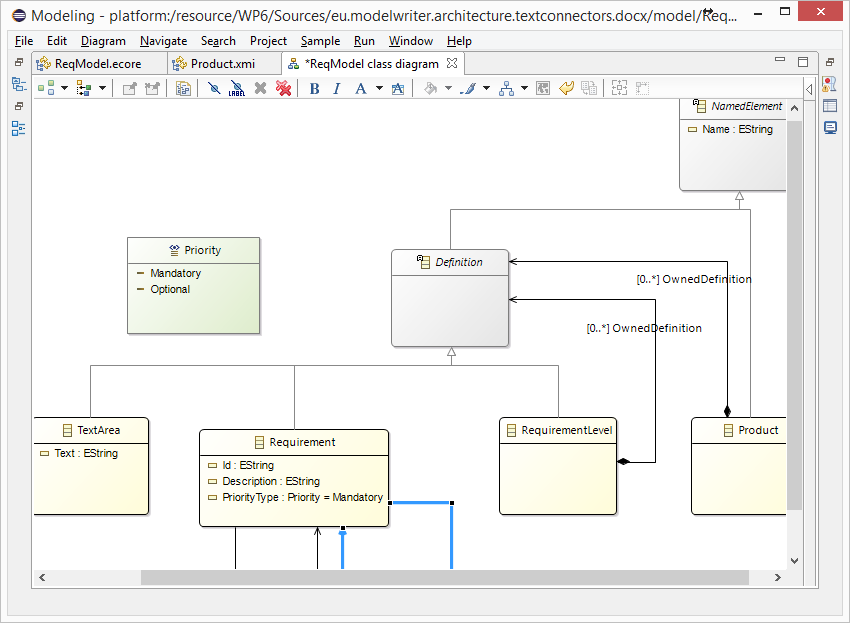 Modeling - platform:/resource/WP6/Sources/eu.modelwriter.architecture.textconnectors.docx/model/Req...
File Edit Diagram Navigate Search Project Sample Run Window Help
ReqModel.ecore Product.xmi *ReqModel class diagram
LABEL B I A A
NamedElement
Name : EString
Priority
Mandatory
Optional
Definition
[0..*] OwnedDefinition
[0..*] OwnedDefinition
TextArea
Text : EString
Requirement
Id : EString
Description : EString
PriorityType : Priority = Mandatory
RequirementLevel
Product